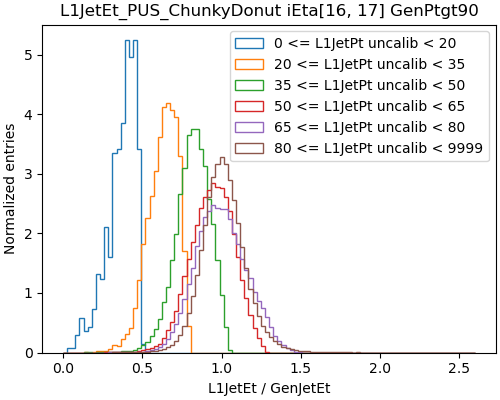 L1JetEt_PUS_ChunkyDonut iEta[16, 17] GenPtgt90
0 <= L1JetPt uncalib < 20
20 <= L1JetPt uncalib < 35
35 <= L1JetPt uncalib < 50
50 <= L1JetPt uncalib < 65
65 <= L1JetPt uncalib < 80
80 <= L1JetPt uncalib < 9999
Normalized entries
5
4
3
2
1
0
0.0 0.5 1.0 1.5 2.0 2.5
L1JetEt / GenJetEt